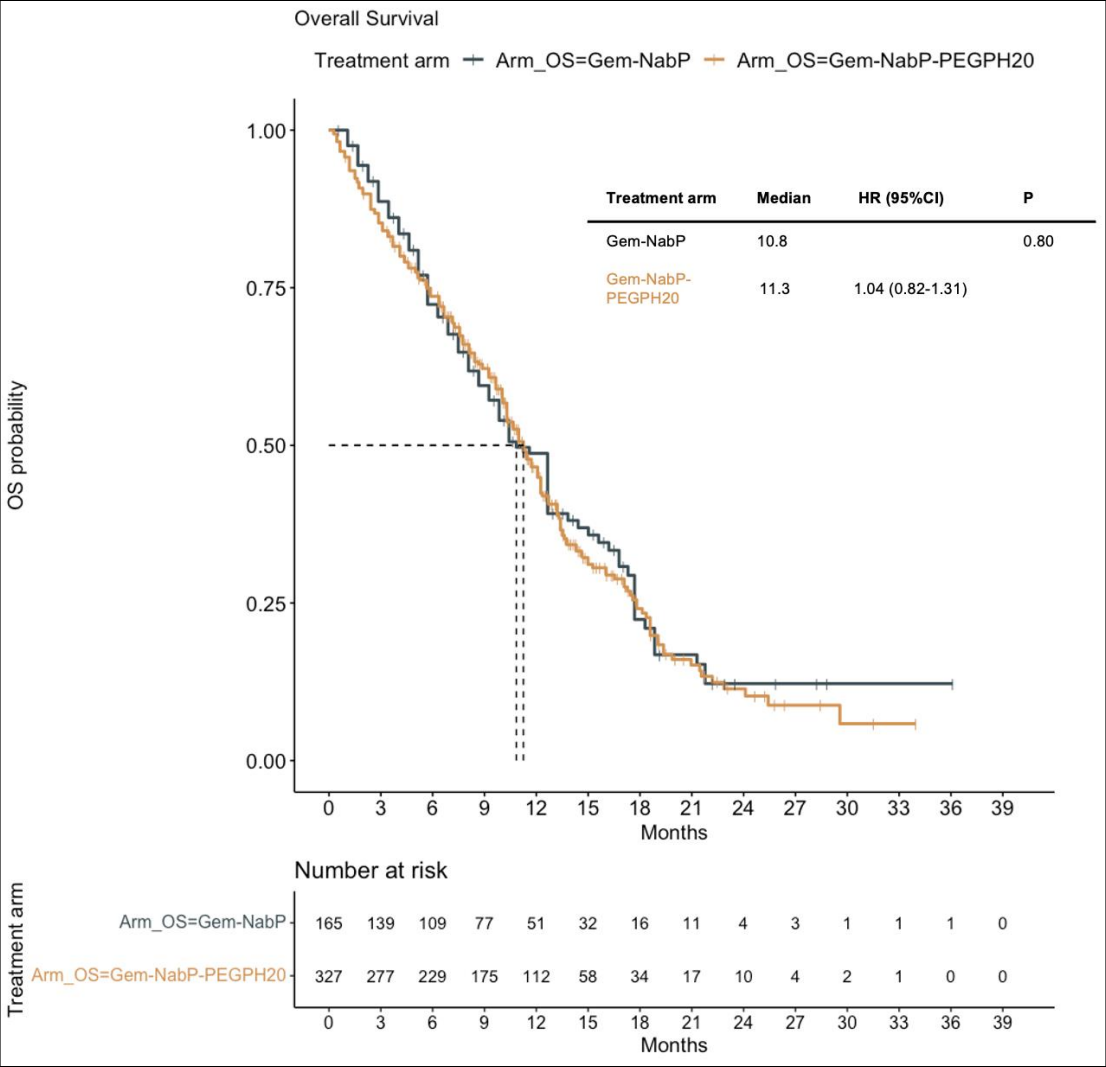 Overall Survival
Treatment arm Arm_OS=Gem-NabP Arm_OS=Gem-NabP-PEGPH20
OS probability
1.00
0.75
0.50
0.25
0.00
Treatment arm Median HR (95%CI) P
Gem-NabP 10.8 0.80
Gem-NabP-
PEGPH20 11.3 1.04 (0.82-1.31)
0 3 6 9 12 15 18 21 24 27 30 33 36 39
Months
Number at risk
Treatment arm
Arm_OS=Gem-NabP 165 139 109 77 51 32 16 11 4 3 1 1 1 0
Arm_OS=Gem-NabP-PEGPH20 327 277 229 175 112 58 34 17 10 4 2 1 0 0
0 3 6 9 12 15 18 21 24 27 30 33 36 39
Months